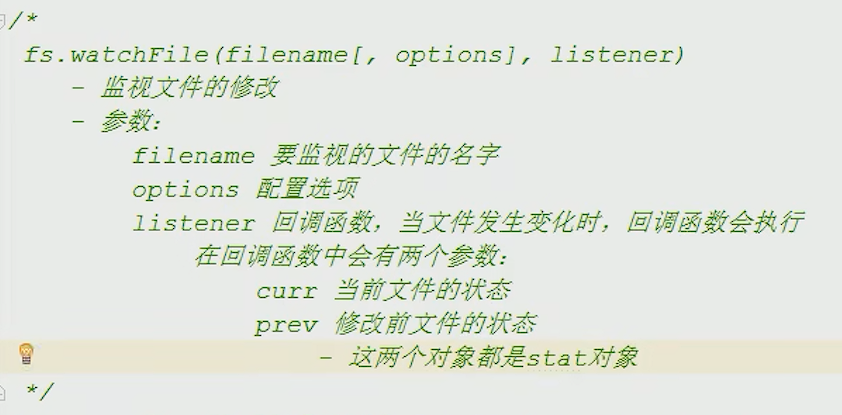 /*
fs.watchFile(filename[, options], listener)
- 监视文件的修改
- 参数：
filename 要监视的文件的名字
options 配置选项
listener 回调函数，当文件发生变化时，回调函数会执行
在回调函数中会有两个参数：
curr 当前文件的状态
prev 修改前文件的状态
- 这两个对象都是stat对象
*/